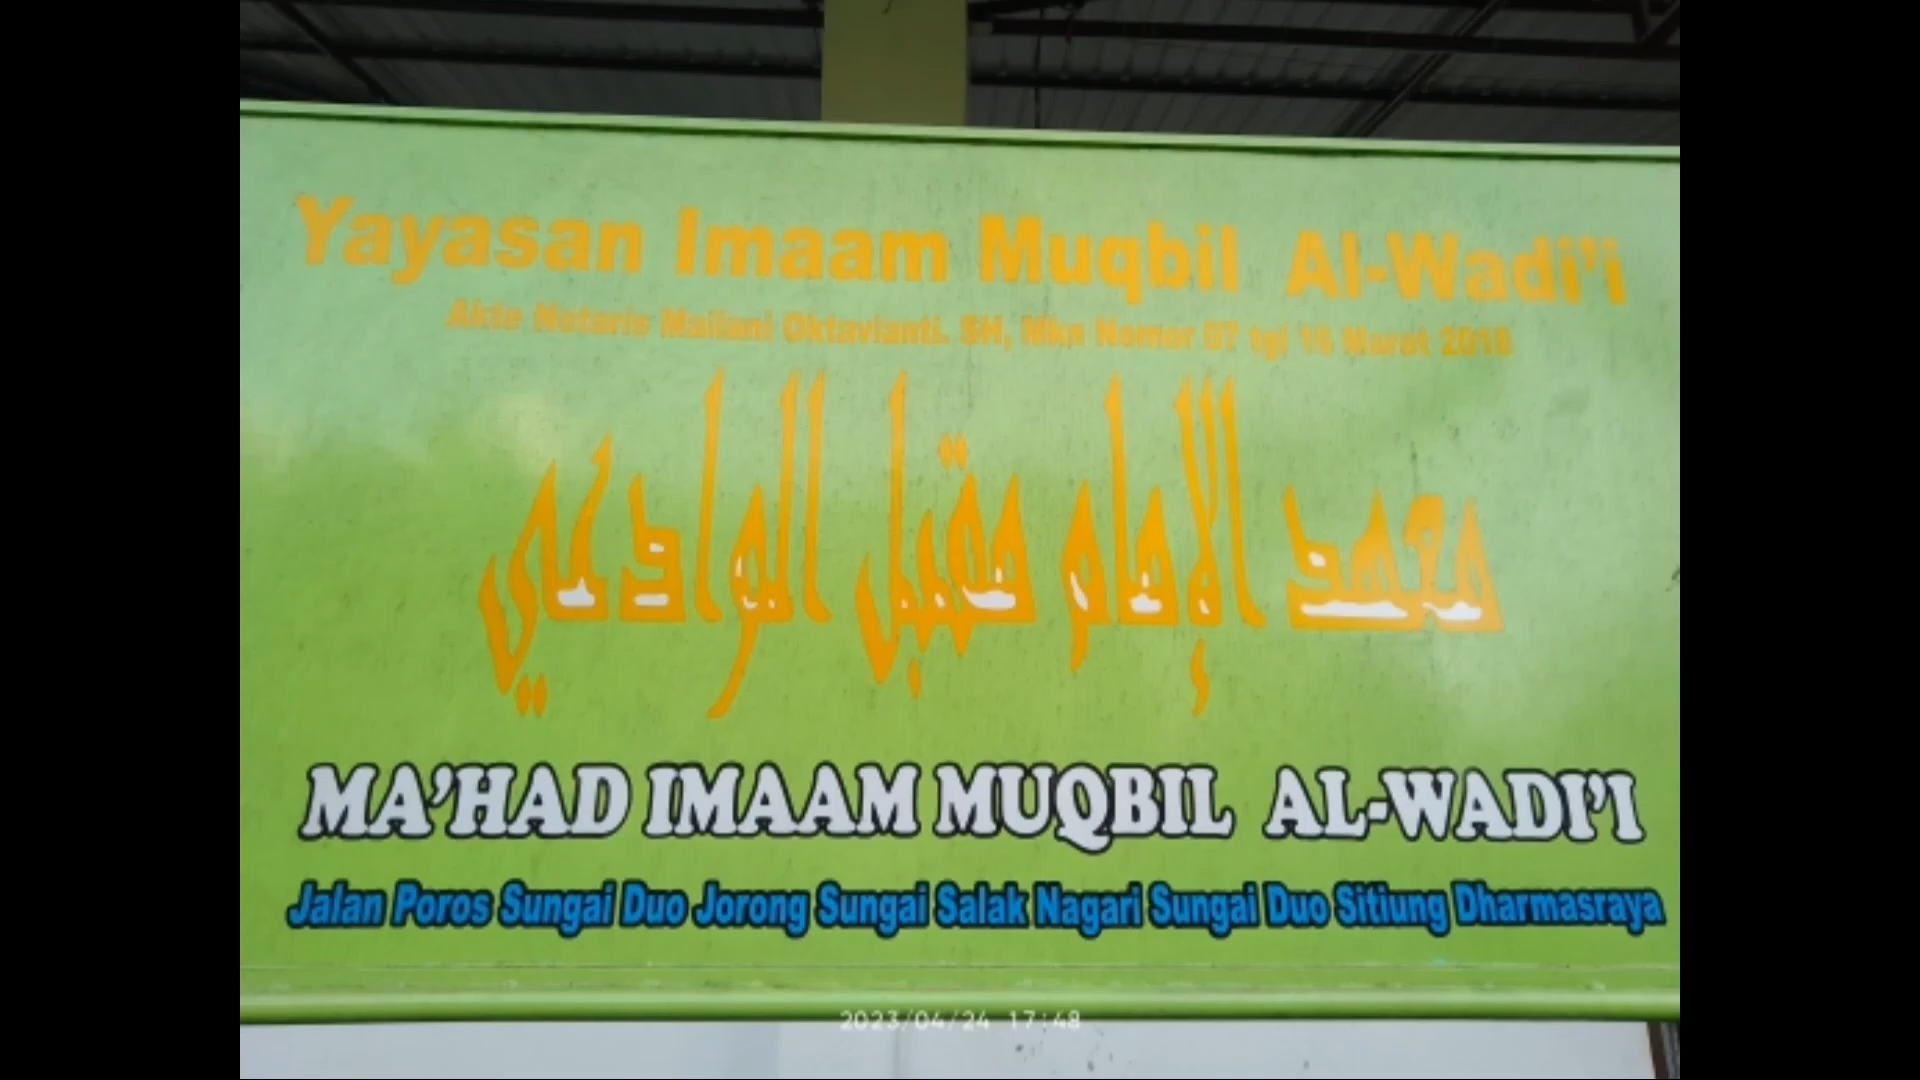 Yayasan Imaam Muqbil Al-Wadi'i
Akte Notaris Mailani Oktavianti. SH, Mkn Nomor 07 tgl 16 Maret 2018
معهد الإمام مقبل الوادعي
MA'HAD IMAAM MUQBIL AL-WADI'I
Jalan Poros Sungai Duo Jorong Sungai Salak Nagari Sungai Duo Sitiung Dharmasraya
2023/04/24 17:48